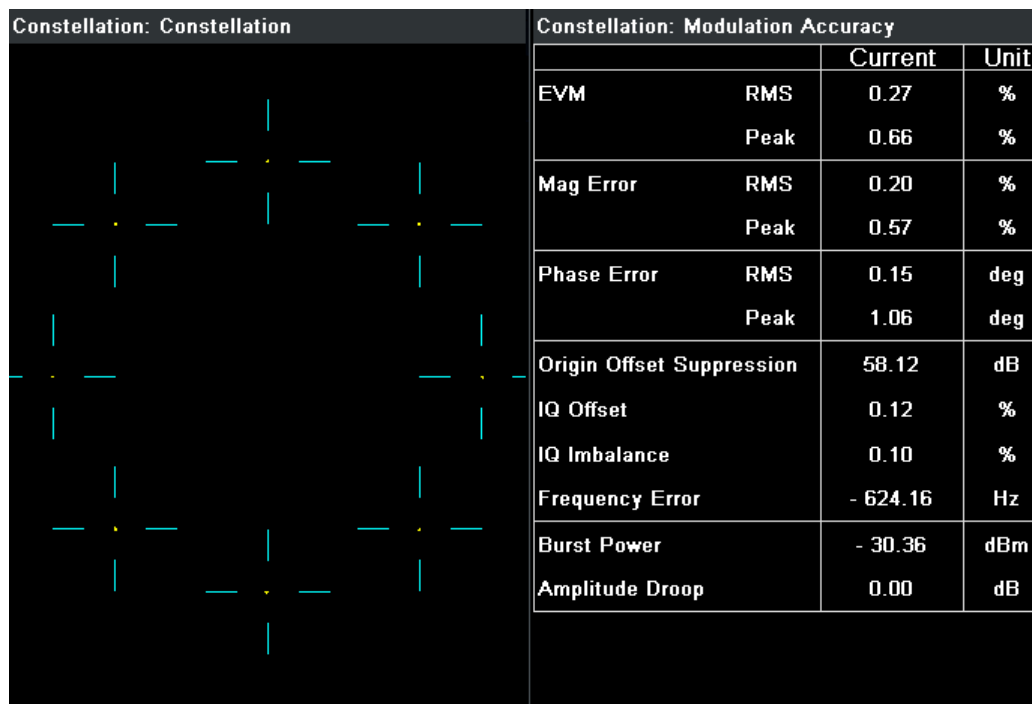 Constellation: Constellation
Constellation: Modulation Accuracy
Current Unit
EVM RMS 0.27 %
Peak 0.66 %
Mag Error RMS 0.20 %
Peak 0.57 %
Phase Error RMS 0.15 deg
Peak 1.06 deg
Origin Offset Suppression 58.12 dB
IQ Offset 0.12 %
IQ Imbalance 0.10 %
Frequency Error - 624.16 Hz
Burst Power - 30.36 dBm
Amplitude Droop 0.00 dB